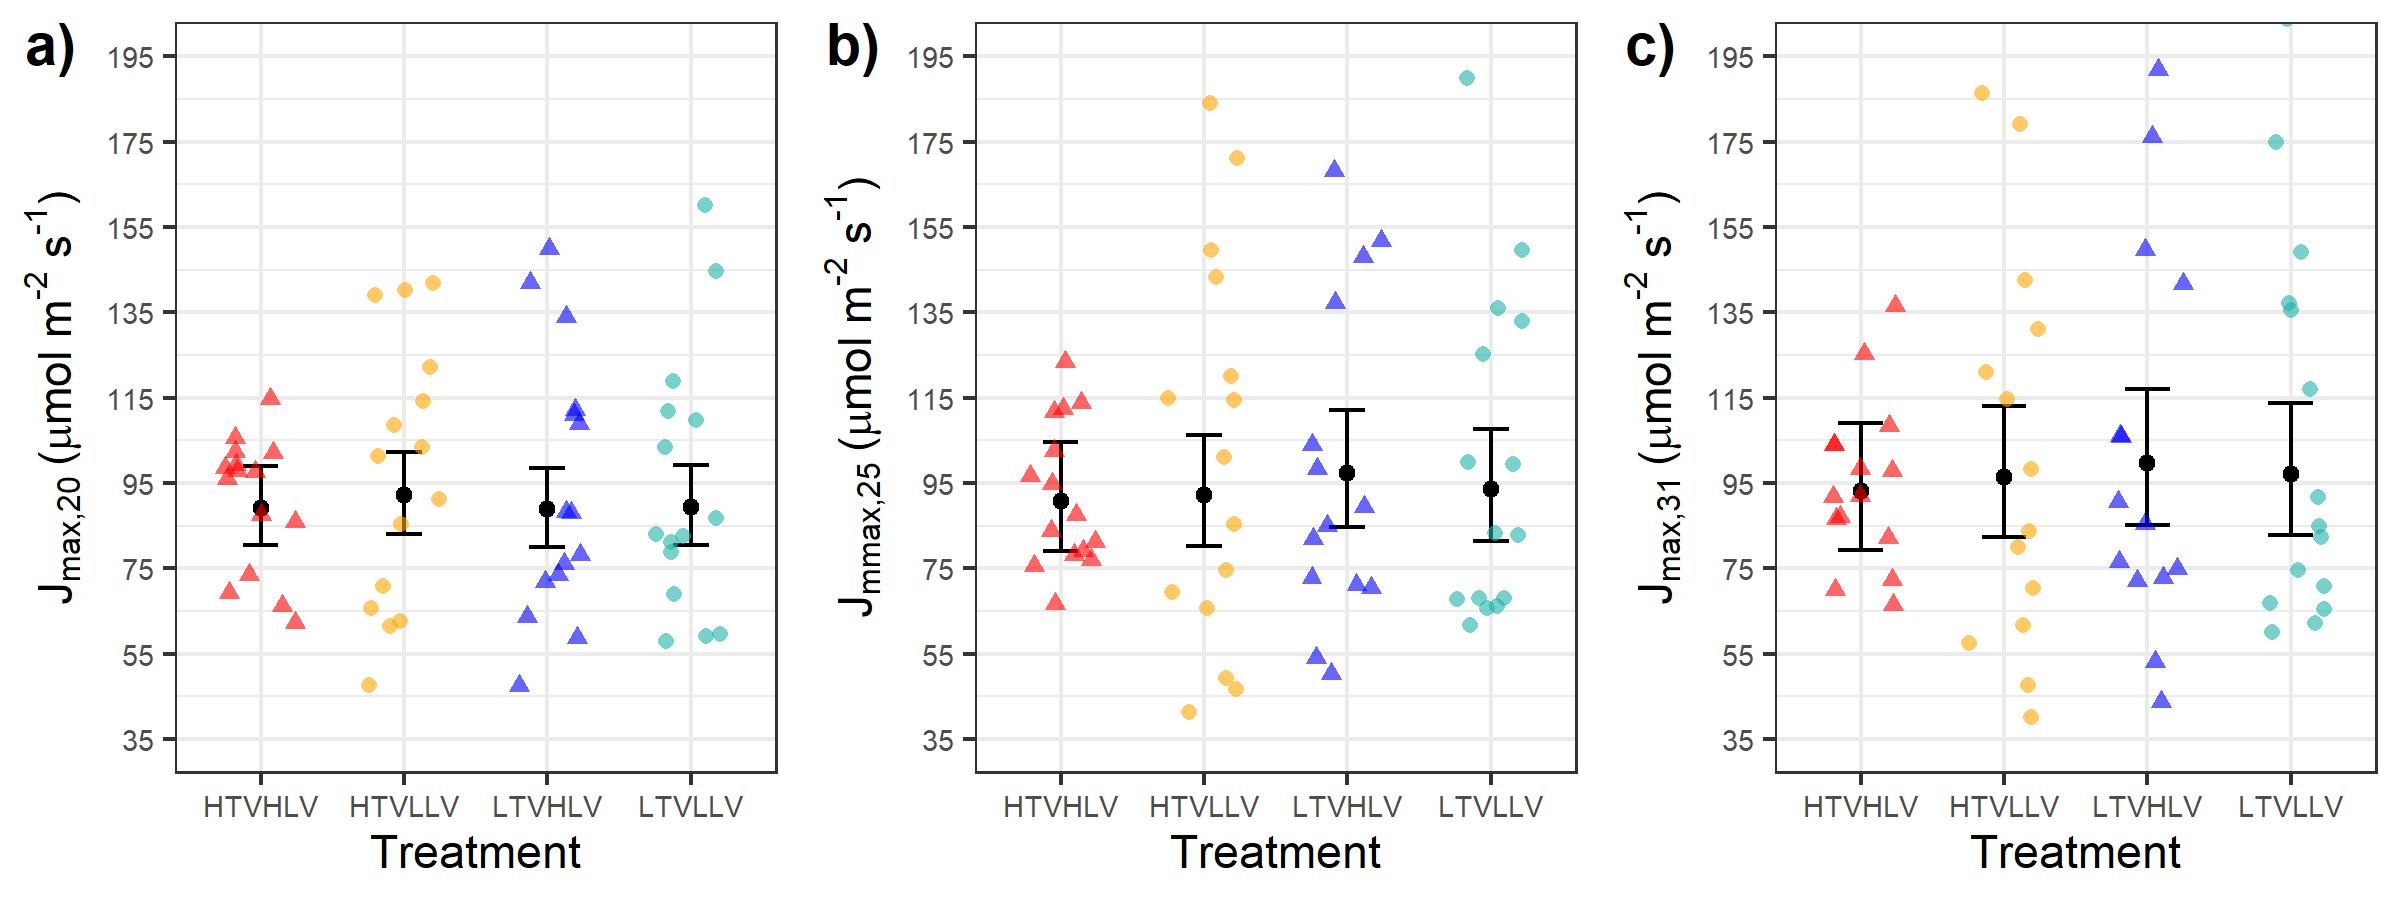 a)
195
175
155
135
115
95
75
55
35
Jmax,20 (μmol m-2 s-1)
HTVHLV HTVLLV LTVHLV LTVLLV
Treatment
b)
195
175
155
135
115
95
75
55
35
Jmmax,25 (μmol m-2 s-1)
HTVHLV HTVLLV LTVHLV LTVLLV
Treatment
c)
195
175
155
135
115
95
75
55
35
Jmax,31 (μmol m-2 s-1)
HTVHLV HTVLLV LTVHLV LTVLLV
Treatment